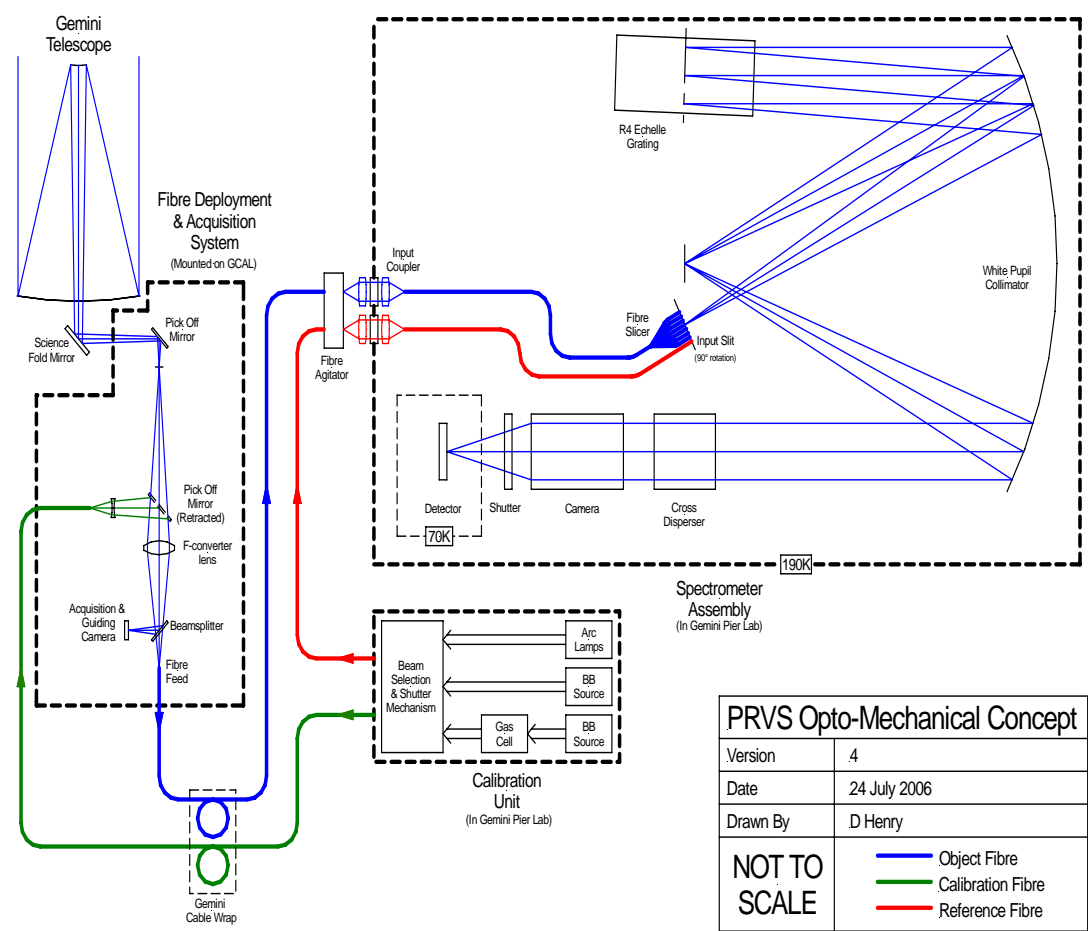 Gemini
Telescope
Fibre Deployment
& Acquisition
System
(Mounted on GCAL)
Science
Fold Mirror
Pick Off
Mirror
Pick Off
Mirror
(Retracted)
F-converter
lens
Acquisition &
Guiding
Camera
Beamsplitter
Fibre
Feed
Gemini
Cable Wrap
Fibre
Agitator
Input
Coupler
R4 Echelle
Grating
White Pupil
Collimator
Fibre
Slicer
Input Slit
(90° rotation)
Detector
70K
Shutter
Camera
Cross
Disperser
190K
Spectrometer
Assembly
(In Gemini Pier Lab)
Beam
Selection
& Shutter
Mechanism
Arc
Lamps
BB
Source
Gas
Cell
BB
Source
Calibration
Unit
(In Gemini Pier Lab)
PRVS Opto-Mechanical Concept
Version 4
Date 24 July 2006
Drawn By D Henry
NOT TO
SCALE
Object Fibre
Calibration Fibre
Reference Fibre